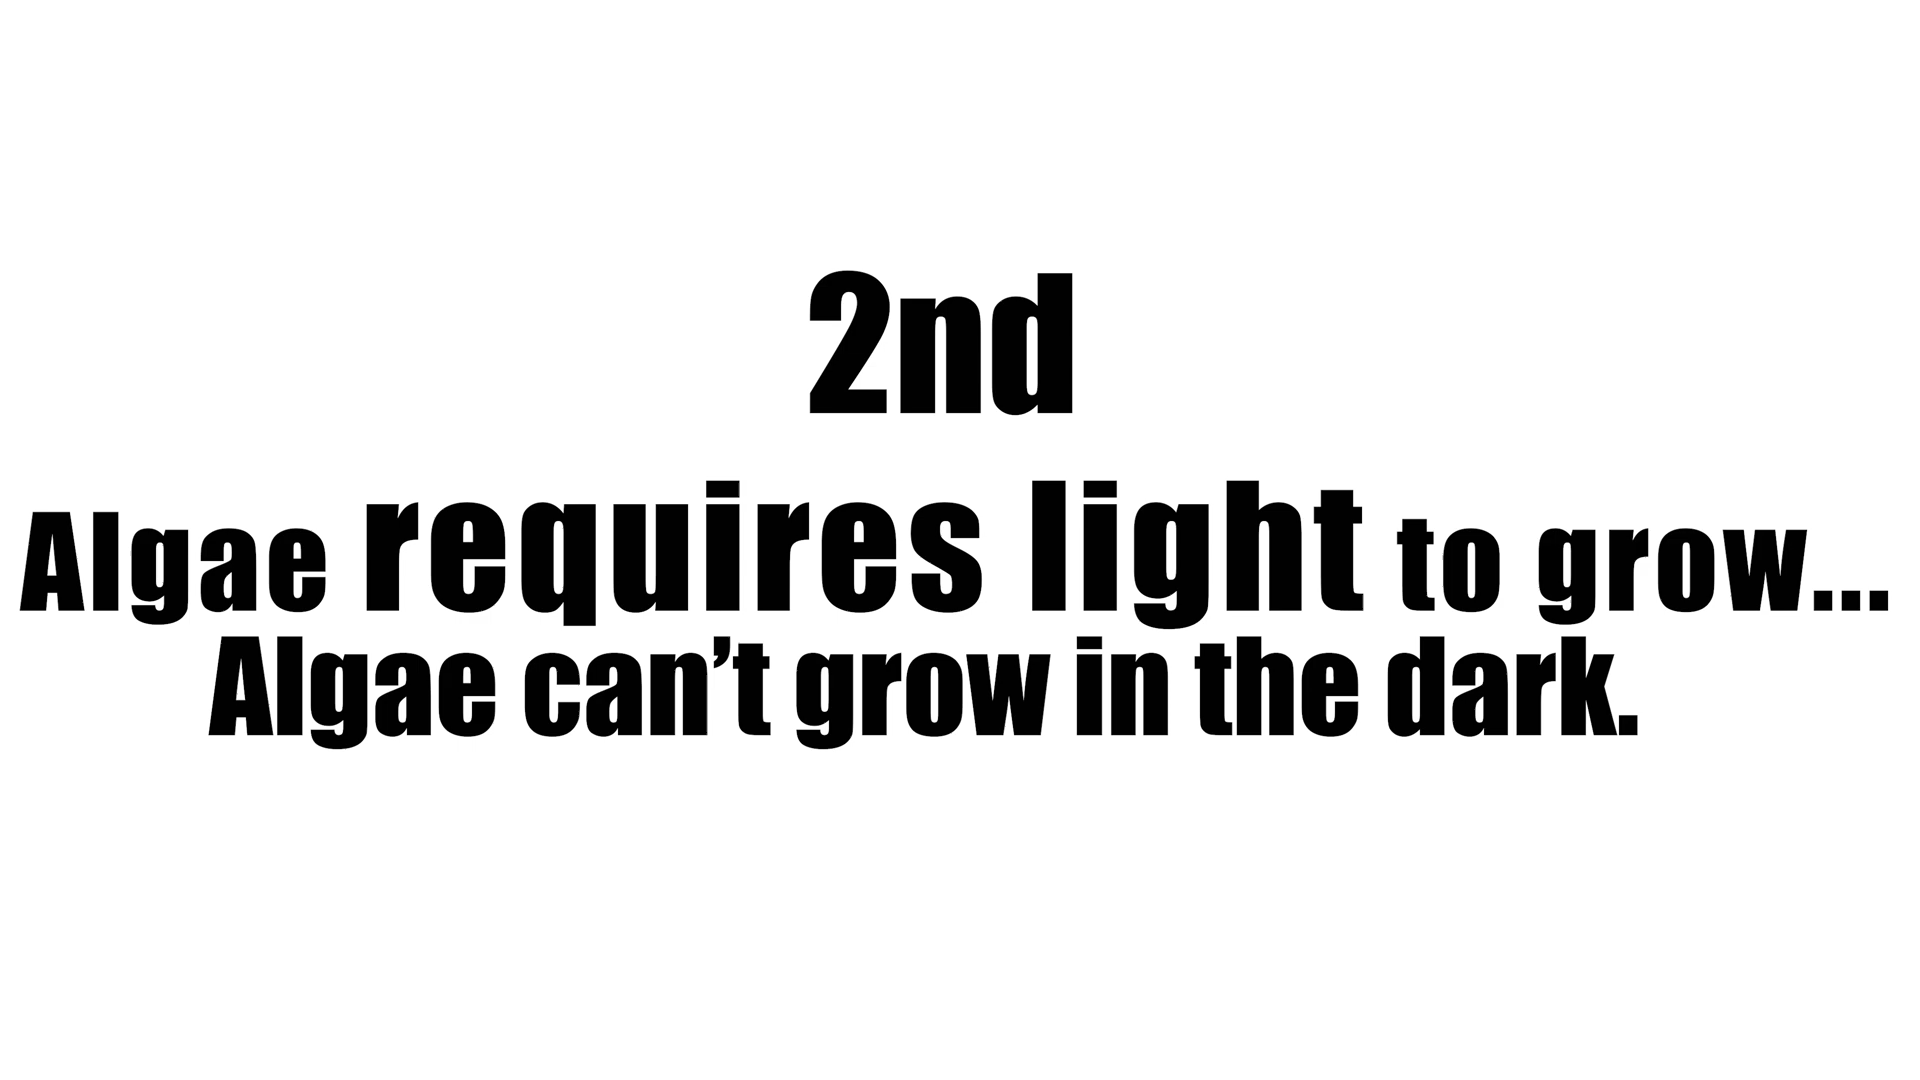 2nd
Algae requires light to grow...
Algae can’t grow in the dark.